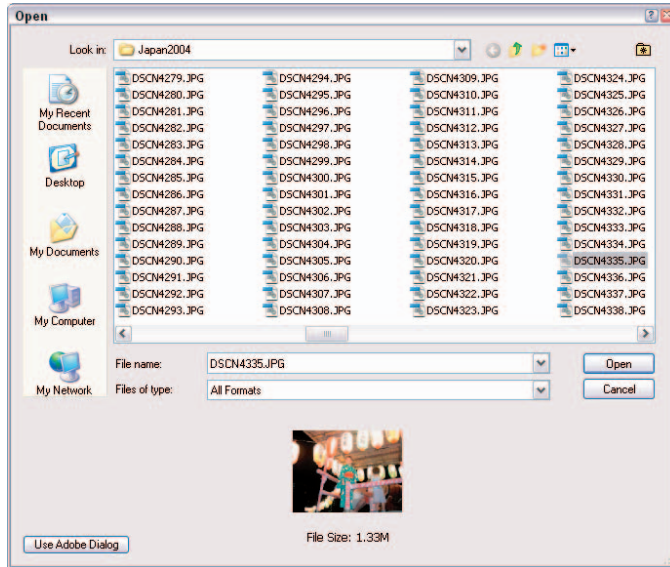 Open
Look in: Japan2004
My Recent Documents
Desktop
My Documents
My Computer
My Network
DSCN4279.JPG
DSCN4280.JPG
DSCN4281.JPG
DSCN4282.JPG
DSCN4283.JPG
DSCN4284.JPG
DSCN4285.JPG
DSCN4286.JPG
DSCN4287.JPG
DSCN4288.JPG
DSCN4289.JPG
DSCN4290.JPG
DSCN4291.JPG
DSCN4292.JPG
DSCN4293.JPG
DSCN4294.JPG
DSCN4295.JPG
DSCN4296.JPG
DSCN4297.JPG
DSCN4298.JPG
DSCN4299.JPG
DSCN4300.JPG
DSCN4301.JPG
DSCN4302.JPG
DSCN4303.JPG
DSCN4304.JPG
DSCN4305.JPG
DSCN4306.JPG
DSCN4307.JPG
DSCN4308.JPG
DSCN4309.JPG
DSCN4310.JPG
DSCN4311.JPG
DSCN4312.JPG
DSCN4313.JPG
DSCN4314.JPG
DSCN4315.JPG
DSCN4316.JPG
DSCN4317.JPG
DSCN4318.JPG
DSCN4319.JPG
DSCN4320.JPG
DSCN4321.JPG
DSCN4322.JPG
DSCN4323.JPG
DSCN4324.JPG
DSCN4325.JPG
DSCN4326.JPG
DSCN4327.JPG
DSCN4328.JPG
DSCN4329.JPG
DSCN4330.JPG
DSCN4331.JPG
DSCN4332.JPG
DSCN4333.JPG
DSCN4334.JPG
DSCN4335.JPG
DSCN4336.JPG
DSCN4337.JPG
DSCN4338.JPG
File name: DSCN4335.JPG Open
Files of type: All Formats Cancel
File Size: 1.33M
Use Adobe Dialog